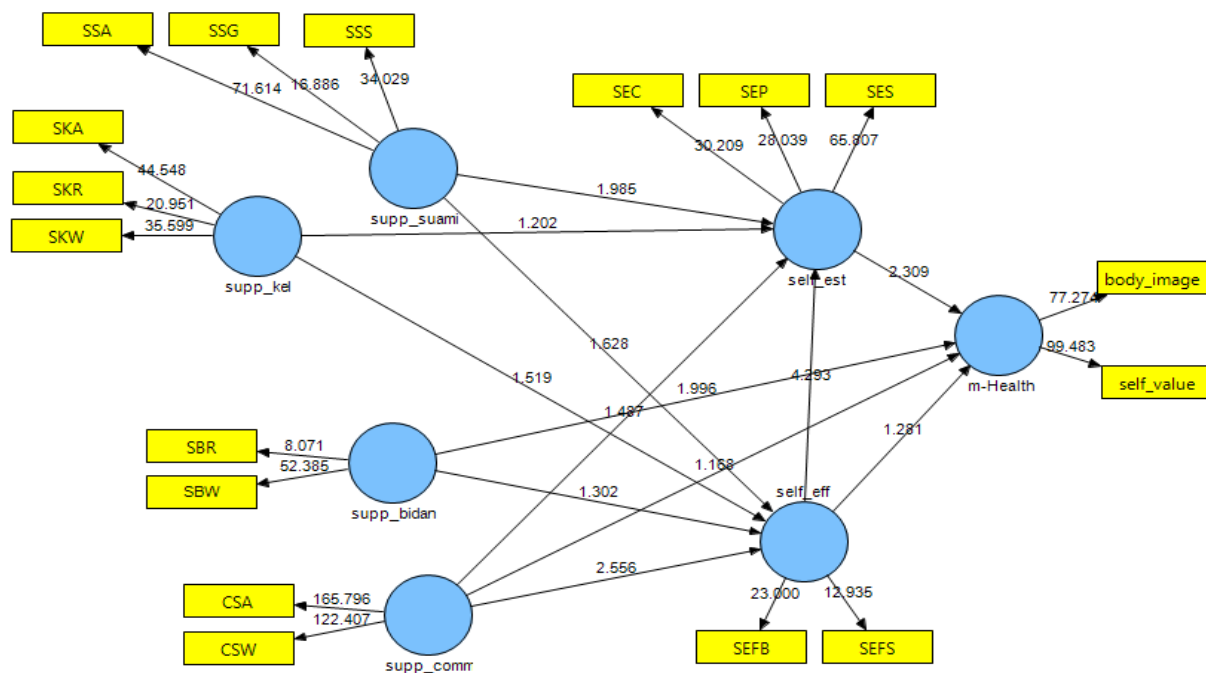 SSA
SSG
SSS
71.614
16.886
34.029
SEC
SEP
SES
30.209
28.039
65.807
SKA
SKR
SKW
44.548
20.951
35.599
supp_suami
supp_kel
1.985
1.202
self_est
2.309
body_image
77.274
99.483
self_value
m-Health
1.628
1.519
1.996
4.293
1.487
1.281
1.168
SBR
8.071
SBW
52.385
supp_bidan
1.302
self_eff
2.556
CSA
165.796
CSW
122.407
supp_comm
23.000
12.935
SEFB
SEFS